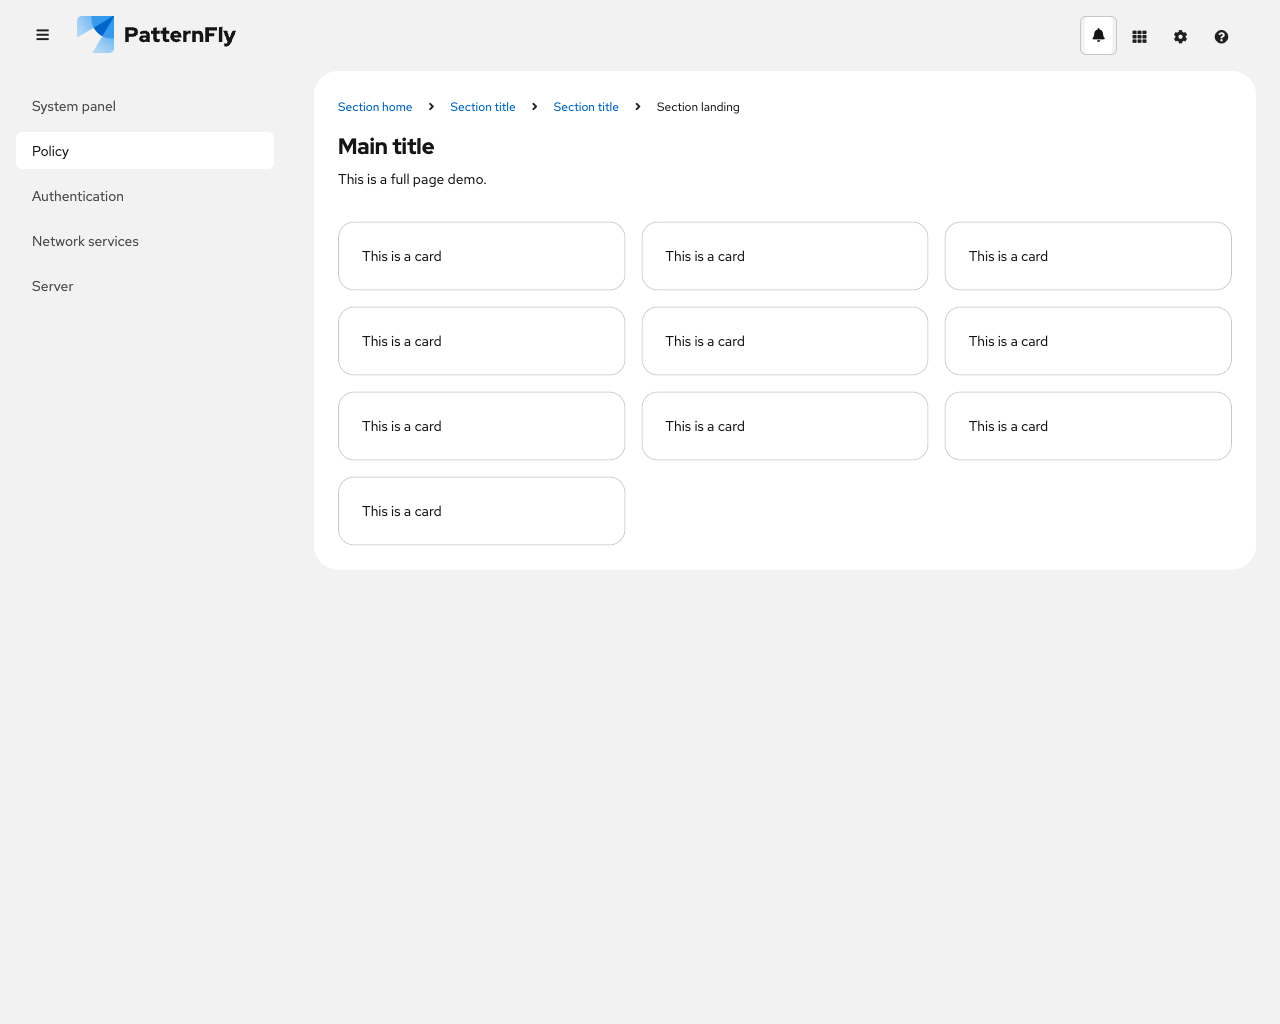 PatternFly
System panel
Policy
Authentication
Network services
Server
Section home > Section title > Section title > Section landing
Main title
This is a full page demo.
This is a card This is a card This is a card
This is a card This is a card This is a card
This is a card This is a card This is a card
This is a card